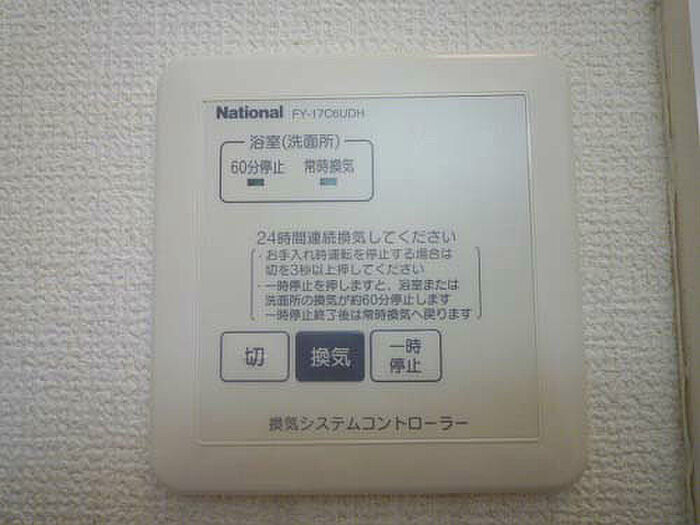 National FY-17C6UDH
浴室(洗面所)
60分停止 常時換気
24時間連続換気してください
・お手入れ時運転を停止する場合は
切を3秒以上押してください
・一時停止を押しますと、浴室または
洗面所の換気が約60分停止します
一時停止終了後は常時換気へ戻ります
切 換気 一時
停止
換気システムコントローラー